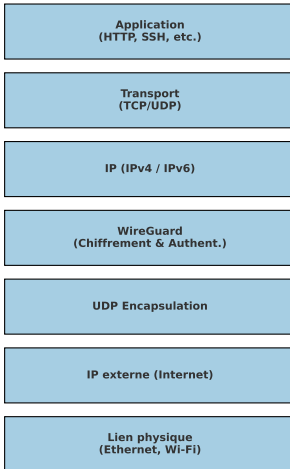 Application
(HTTP, SSH, etc.)
Transport
(TCP/UDP)
IP (IPv4 / IPv6)
WireGuard
(Chiffrement & Authent.)
UDP Encapsulation
IP externe (Internet)
Lien physique
(Ethernet, Wi-Fi)